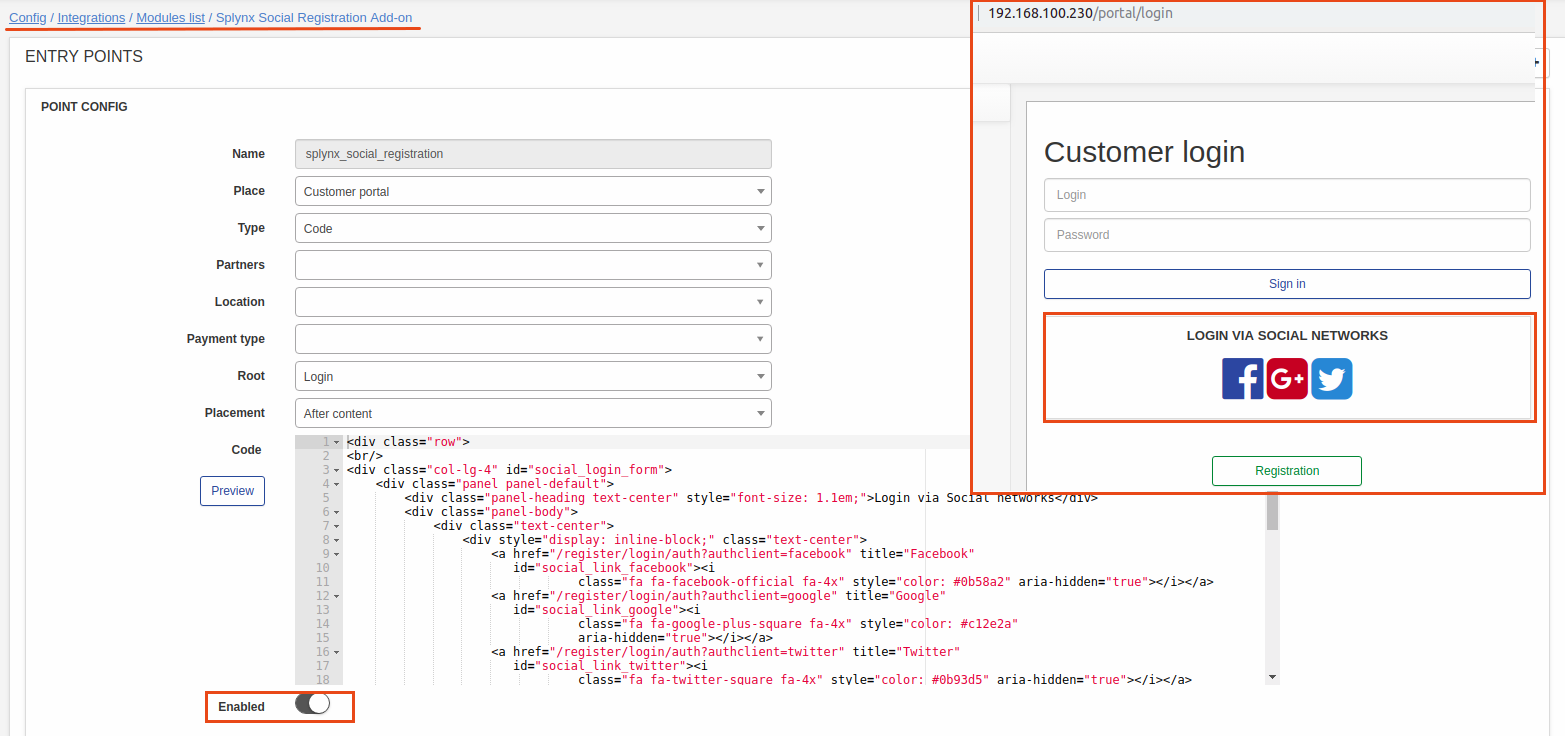 Config / Integrations / Modules list / Splynx Social Registration Add-on
ENTRY POINTS
POINT CONFIG
Name
splynx_social_registration
Place
Customer portal
Type
Code
Partners
Location
Payment type
Root
Login
Placement
After content
Code
Preview
1 <div class="row">
2 <br/>
3 <div class="col-lg-4" id="social_login_form">
4 <div class="panel panel-default">
5 <div class="panel-heading text-center" style="font-size: 1.1em;">Login via Social networks</div>
6 <div class="panel-body">
7 <div class="text-center">
8 <div style="display: inline-block;" class="text-center">
9 <a href="/register/login/auth?authclient=facebook" title="Facebook"
10 id="social_link_facebook"><i
11 class="fa fa-facebook-official fa-4x" style="color: #0b58a2" aria-hidden="true"></i></a>
12 <a href="/register/login/auth?authclient=google" title="Google"
13 id="social_link_google"><i
14 class="fa fa-google-plus-square fa-4x" style="color: #c12e2a"
15 aria-hidden="true"></i></a>
16 <a href="/register/login/auth?authclient=twitter" title="Twitter"
17 id="social_link_twitter"><i
18 class="fa fa-twitter-square fa-4x" style="color: #0b93d5" aria-hidden="true"></i></a>
Enabled
192.168.100.230/portal/login
Customer login
Login
Password
Sign in
LOGIN VIA SOCIAL NETWORKS
f G+
Registration